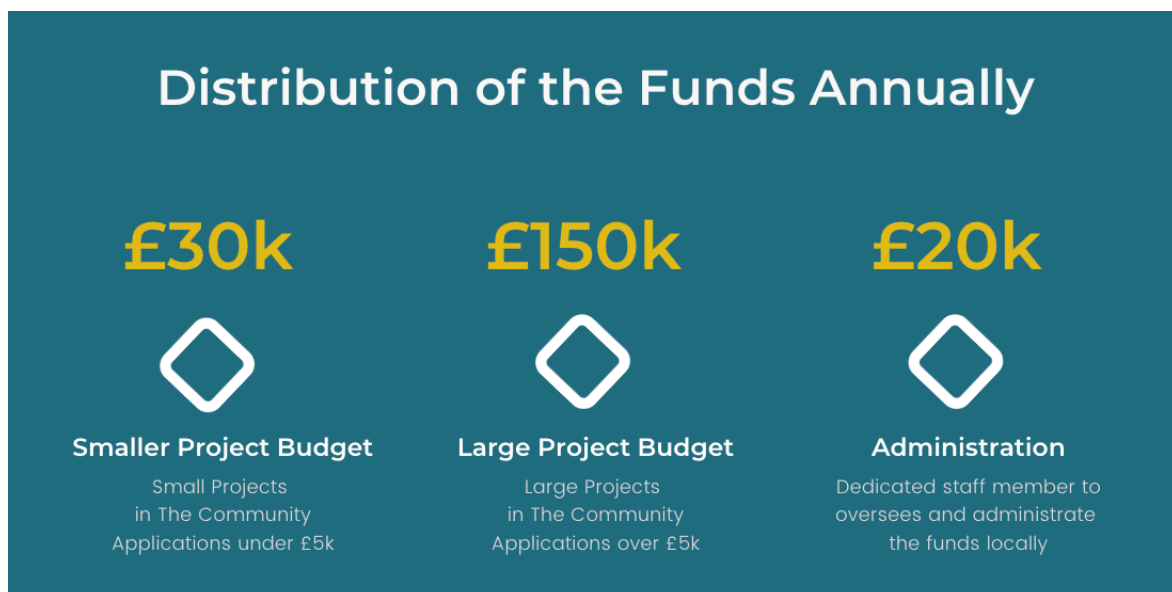 Distribution of the Funds Annually
£30k
£150k
£20k
Smaller Project Budget
Small Projects
in The Community
Applications under £5k
Large Project Budget
Large Projects
in The Community
Applications over £5k
Administration
Dedicated staff member to
oversees and administrate
the funds locally